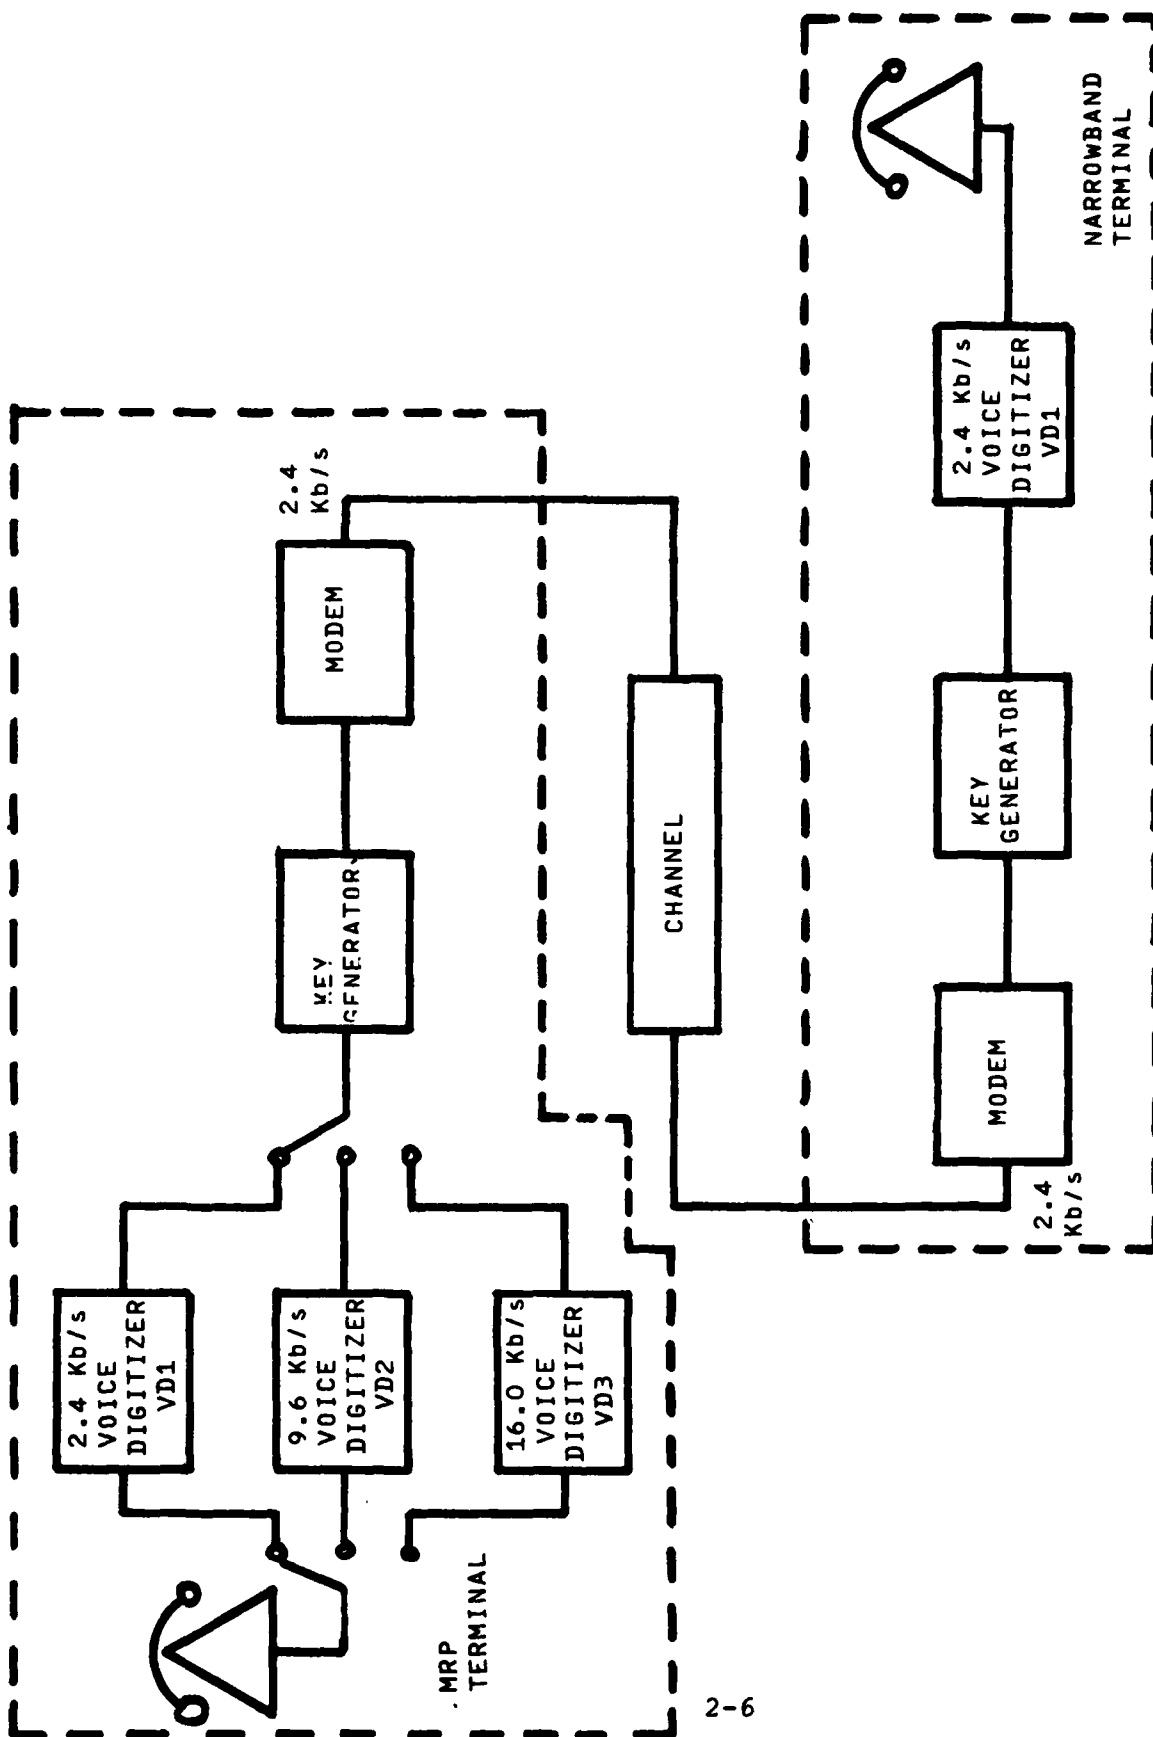 2.4 Kb/s
VOICE
DIGITIZER
VD1
9.6 Kb/s
VOICE
DIGITIZER
VD2
16.0 Kb/s
VOICE
DIGITIZER
VD3
MRP
TERMINAL
KEY
GENERATOR
MODEM
2.4
Kb/s
CHANNEL
2.4
Kb/s
MODEM
KEY
GENERATOR
2.4 Kb/s
VOICE
DIGITIZER
VD1
NARROWBAND
TERMINAL
2-6